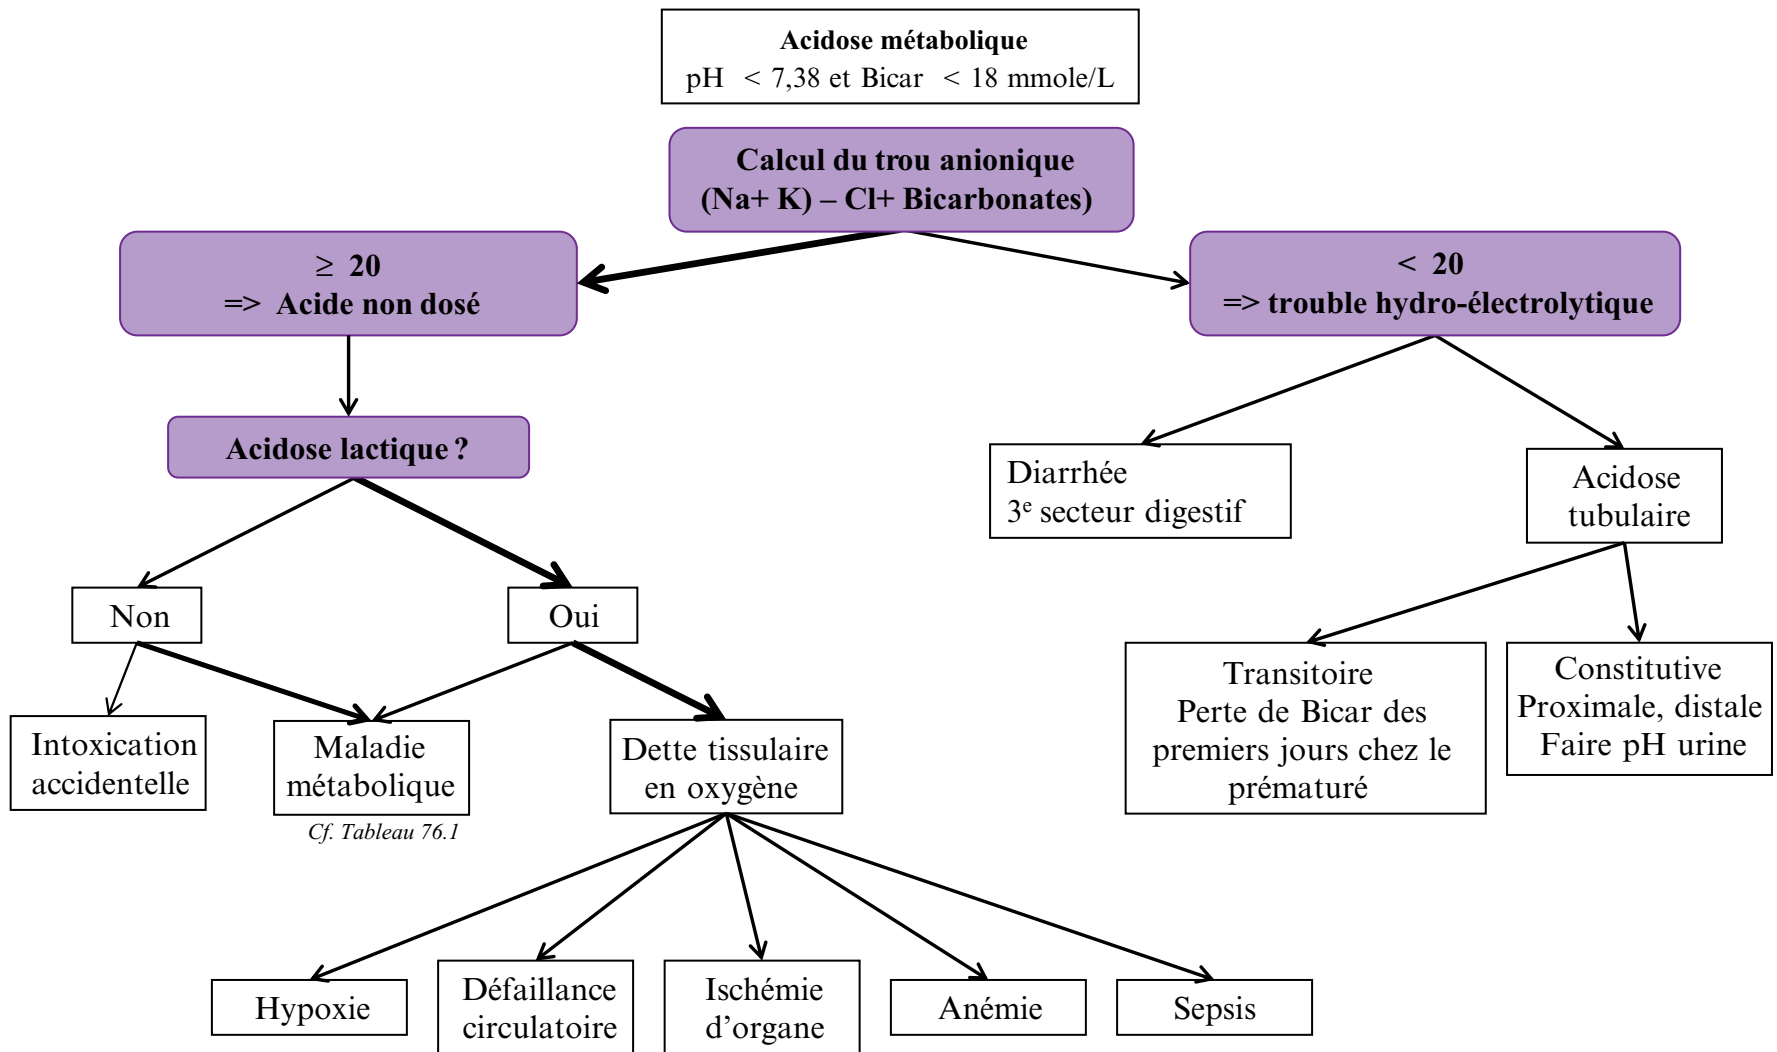 Acidose métabolique
pH < 7,38 et Bicar < 18 mmole/L
Calcul du trou anionique
(Na+ K) – Cl+ Bicarbonates)
≥ 20
=> Acide non dosé
< 20
=> trouble hydro-électrolytique
Acidose lactique ?
Diarrhée
3e secteur digestif
Acidose
tubulaire
Non
Oui
Transitoire
Perte de Bicar des
premiers jours chez le
prématuré
Constitutive
Proximale, distale
Faire pH urine
Intoxication
accidentelle
Maladie
métabolique
Cf. Tableau 76.1
Dette tissulaire
en oxygène
Hypoxie
Défaillance
circulatoire
Ischémie
d'organe
Anémie
Sepsis